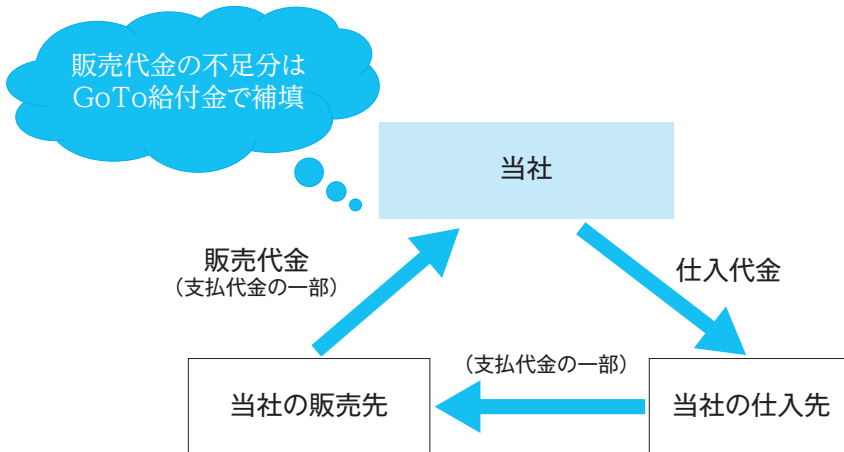 販売代金の不足分は
GoTo給付金で補填
当社
販売代金
（支払代金の一部）
仕入代金
（支払代金の一部）
当社の販売先
当社の仕入先